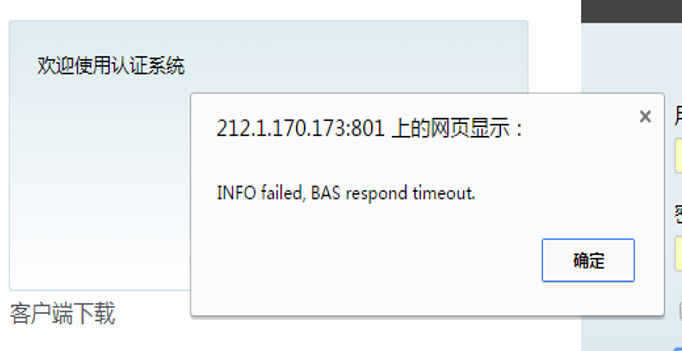 欢迎使用认证系统
212.1.170.173:801 上的网页显示：
×
INFO failed, BAS respond timeout.
确定
客户端下载